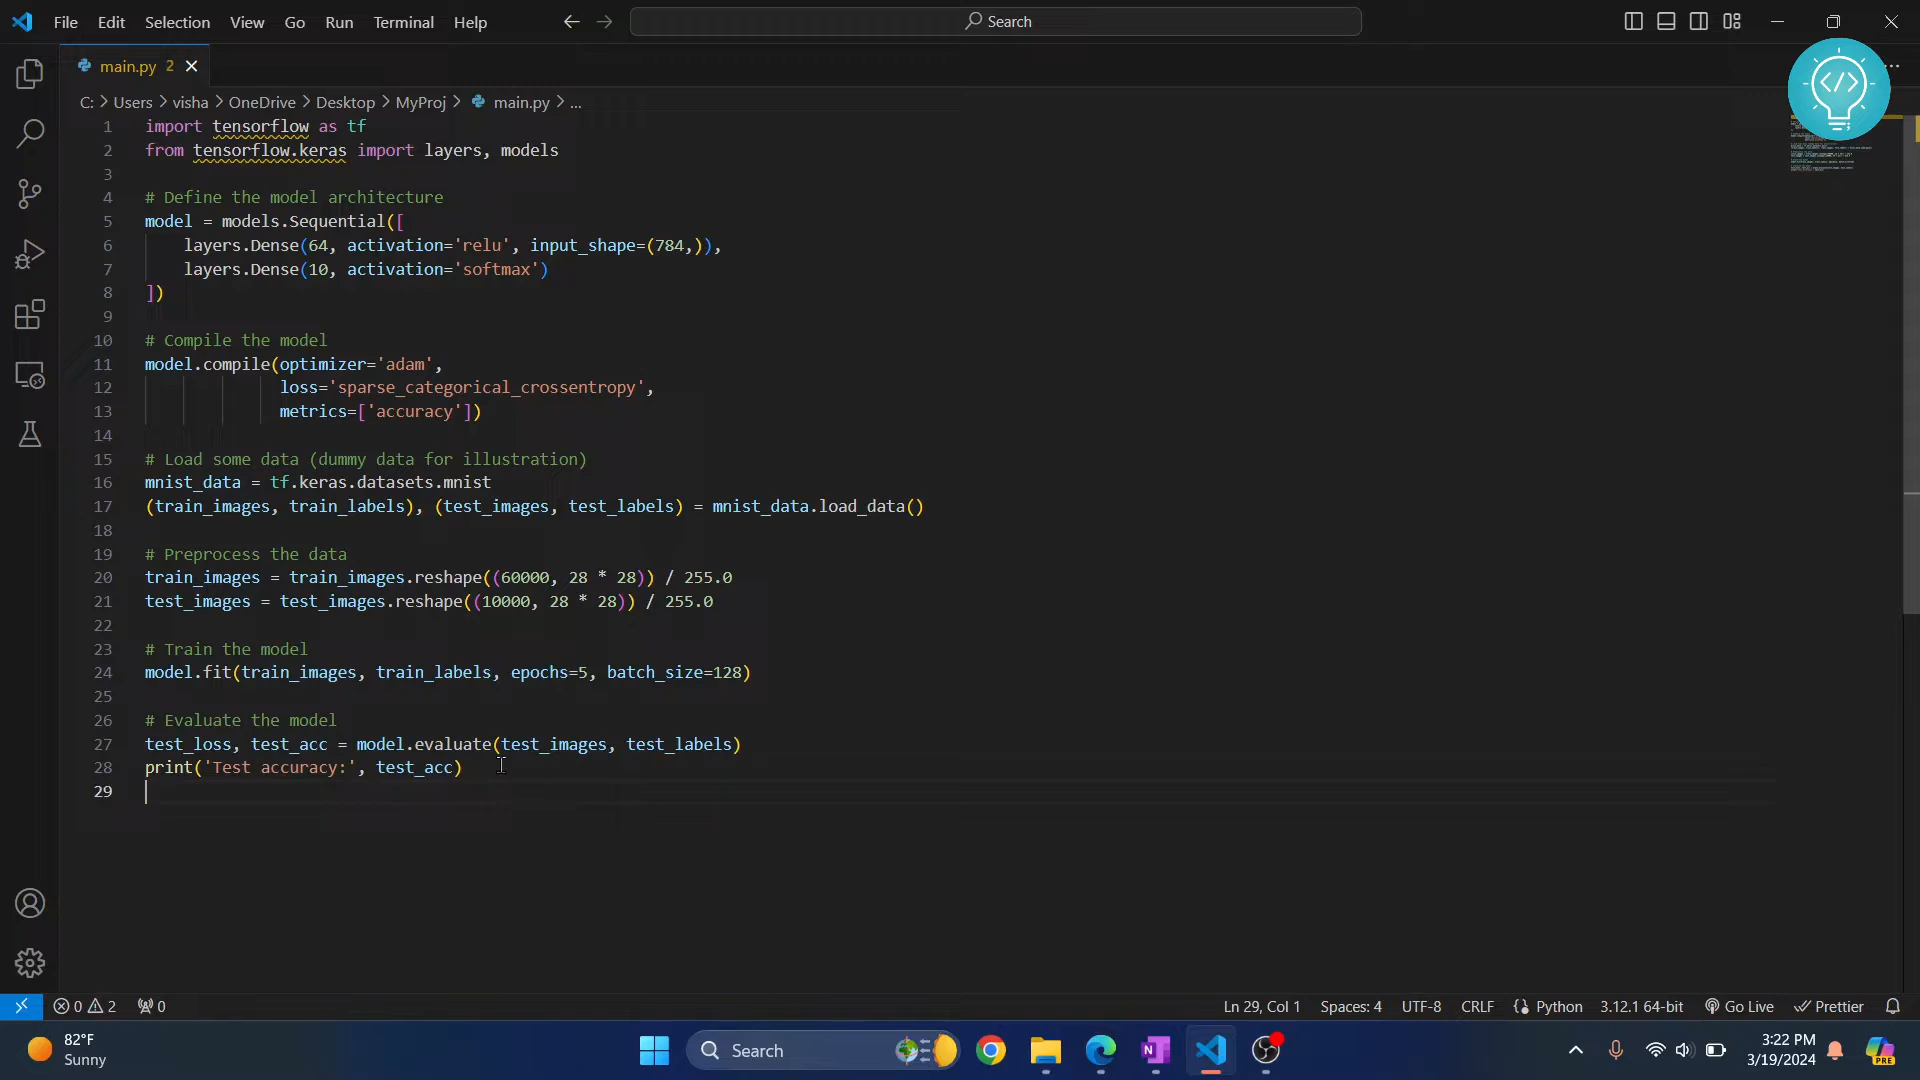 File Edit Selection View Go Run Terminal Help
Search
main.py 2
C: > Users > visha > OneDrive > Desktop > MyProj > main.py > ...
1 import tensorflow as tf
2 from tensorflow.keras import layers, models
3
4 # Define the model architecture
5 model = models.Sequential([
6 layers.Dense(64, activation='relu', input_shape=(784,)),
7 layers.Dense(10, activation='softmax')
8 ])
9
10 # Compile the model
11 model.compile(optimizer='adam',
12 loss='sparse_categorical_crossentropy',
13 metrics=['accuracy'])
14
15 # Load some data (dummy data for illustration)
16 mnist_data = tf.keras.datasets.mnist
17 (train_images, train_labels), (test_images, test_labels) = mnist_data.load_data()
18
19 # Preprocess the data
20 train_images = train_images.reshape((60000, 28 * 28)) / 255.0
21 test_images = test_images.reshape((10000, 28 * 28)) / 255.0
22
23 # Train the model
24 model.fit(train_images, train_labels, epochs=5, batch_size=128)
25
26 # Evaluate the model
27 test_loss, test_acc = model.evaluate(test_images, test_labels)
28 print('Test accuracy:', test_acc)
29
0 2 0 Ln 29, Col 1 Spaces: 4 UTF-8 CRLF Python 3.12.1 64-bit Go Live Prettier
82°F
Sunny
Search
3:22 PM
3/19/2024
PRE